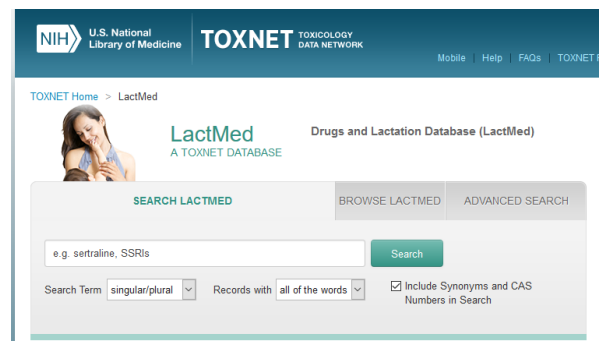 NIH U.S. National Library of Medicine
TOXNET TOXICOLOGY DATA NETWORK
Mobile Help FAQs TOXNET
TOXNET Home > LactMed
LactMed
A TOXNET DATABASE
Drugs and Lactation Database (LactMed)
SEARCH LACTMED
BROWSE LACTMED
ADVANCED SEARCH
e.g. sertraline, SSRIs
Search
Search Term singular/plural
Records with all of the words
Include Synonyms and CAS
Numbers in Search